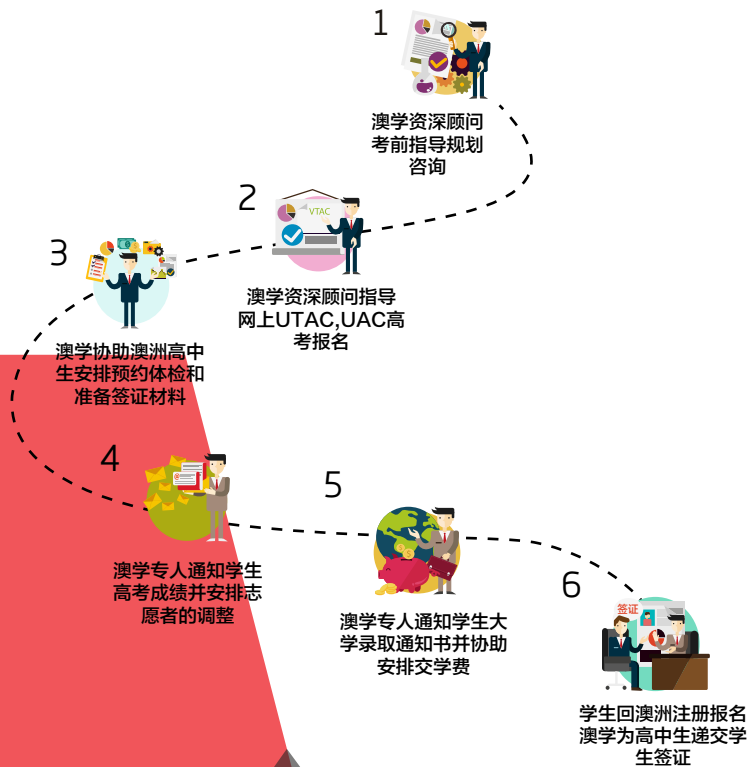 1
澳学资深顾问
考前指导规划
咨询
2
VTAC
澳学资深顾问指导
网上UTAC,UAC高
考报名
3
澳学协助澳洲高中
生安排预约体检和
准备签证材料
4
澳学专人通知学生
高考成绩并安排志
愿者的调整
5
澳学专人通知学生大
学录取通知书并协助
安排交学费
6
签证
学生回澳洲注册报名
澳学为高中生递交学
生签证